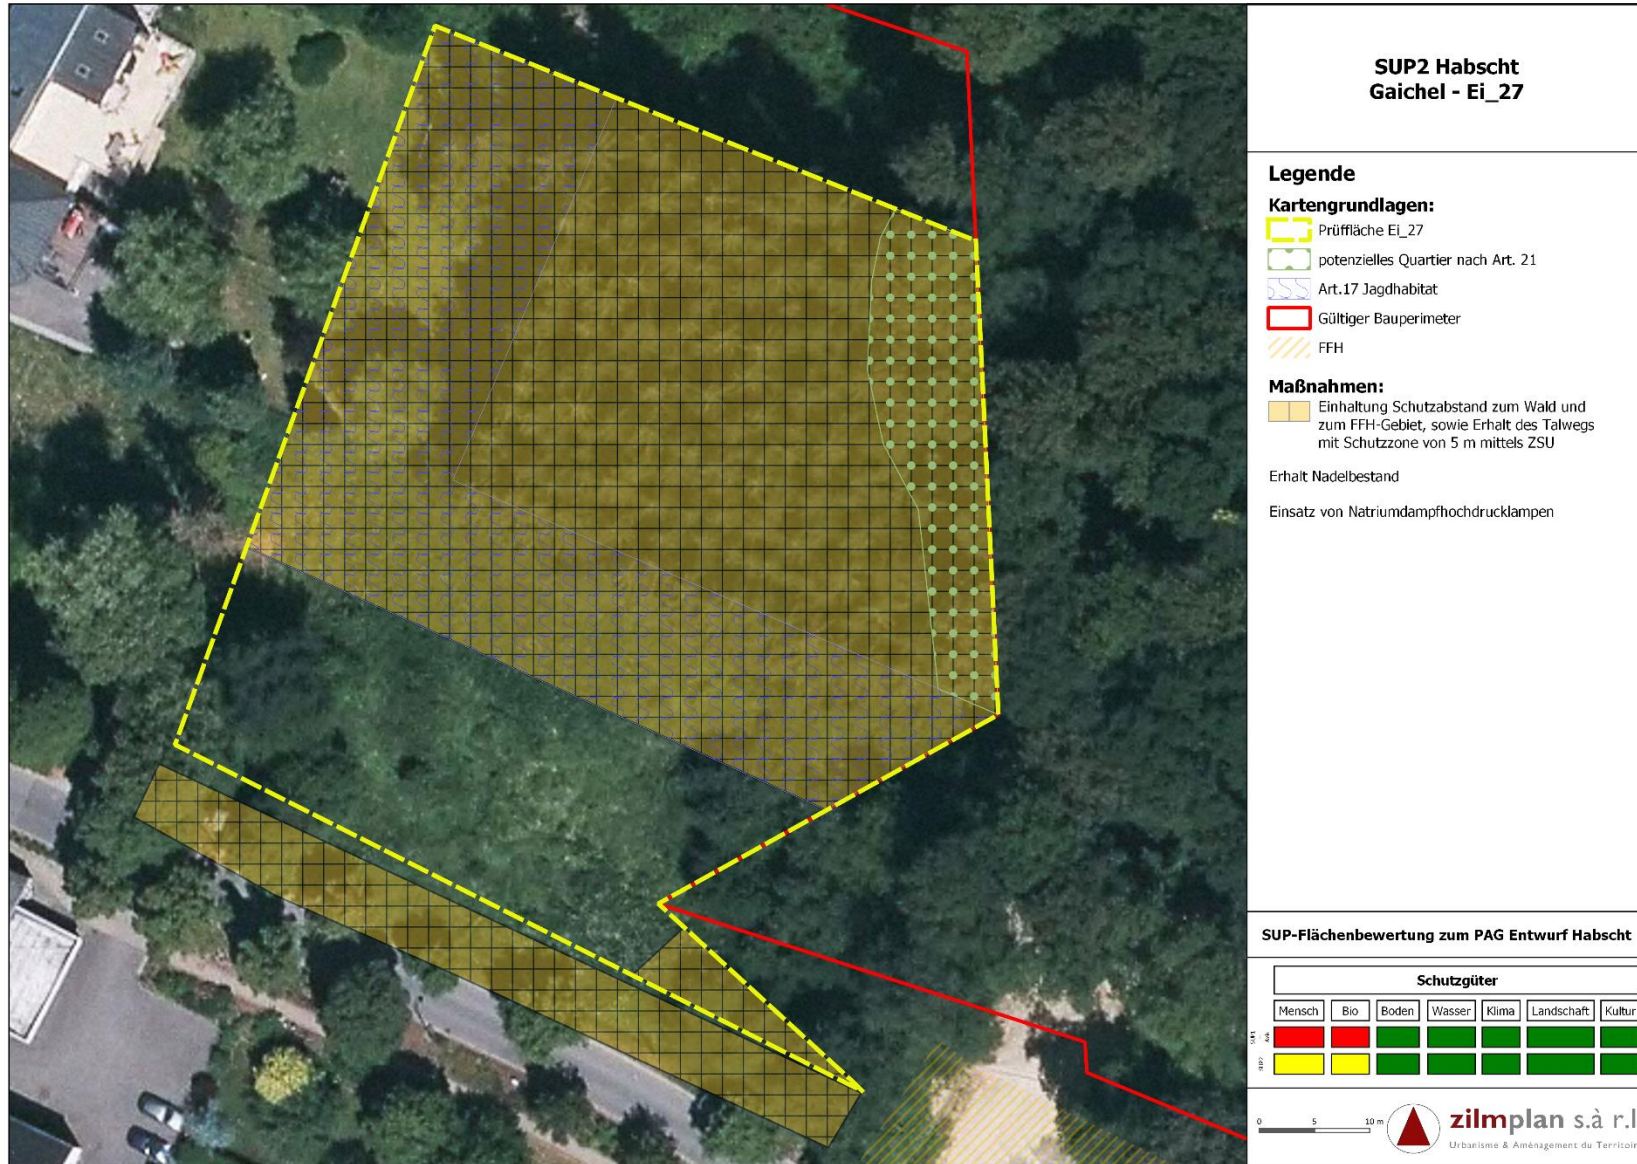 SUP2 Habscht
Gaichel - Ei_27
Legende
Kartengrundlagen:
Prüffläche Ei_27
potenzielles Quartier nach Art. 21
Art.17 Jagdhabitat
Gültiger Bauperimeter
FFH
Maßnahmen:
Einhaltung Schutzabstand zum Wald und
zum FFH-Gebiet, sowie Erhalt des Talwegs
mit Schutzzone von 5 m mittels ZSU
Erhalt Nadelbestand
Einsatz von Natriumdampfhochdrucklampen
SUP-Flächenbewertung zum PAG Entwurf Habscht
Schutzgüter
Mensch Bio Boden Wasser Klima Landschaft Kultur
SUP2
0 5 10 m
zilmplan s.à r.l
Urbanisme & Aménagement du Territoir